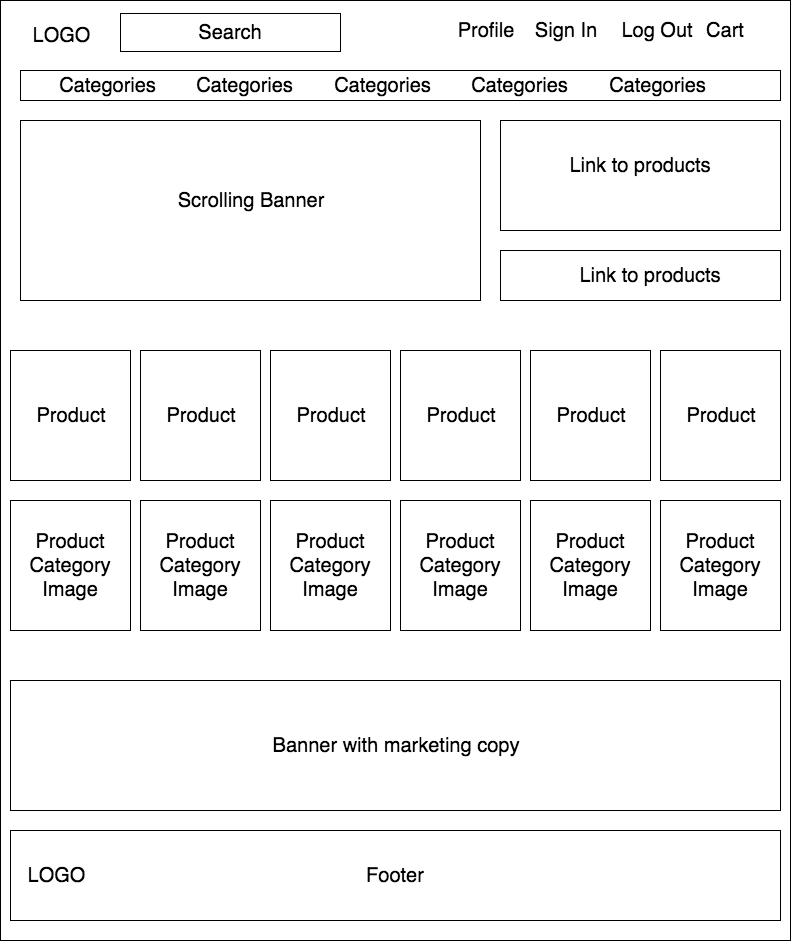 LOGO
Search
Profile
Sign In
Log Out
Cart
Categories
Categories
Categories
Categories
Categories
Scrolling Banner
Link to products
Link to products
Product
Product
Product
Product
Product
Product
Product
Category
Image
Product
Category
Image
Product
Category
Image
Product
Category
Image
Product
Category
Image
Product
Category
Image
Banner with marketing copy
LOGO
Footer